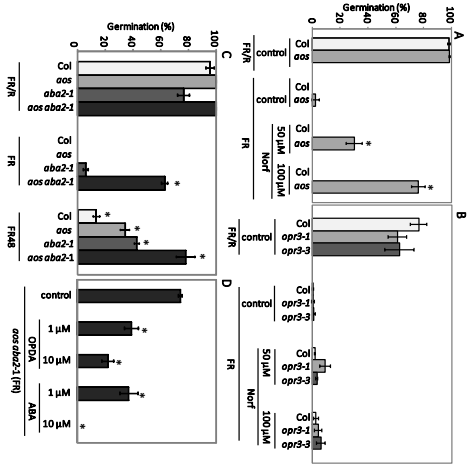 A
Germination (%)
0 20 40 60 80 100
Col
aos
control
FR/R
Col
aos
control
Col
aos
50 µM
Col
aos
100 µM
Norf
FR
B
Col
opr3-1
opr3-3
control
FR/R
Col
opr3-1
opr3-3
control
Col
opr3-1
opr3-3
50 µM
Col
opr3-1
opr3-3
100 µM
Norf
FR
C
Germination (%)
0 20 40 60 80 100
Col
aos
aba2-1
aos aba2-1
FR/R
Col
aos
aba2-1
aos aba2-1
FR
Col
aos
aba2-1
aos aba2-1
FR48
D
control
1 µM
10 µM
OPDA
1 µM
10 µM
ABA
aos aba2-1 (FR)